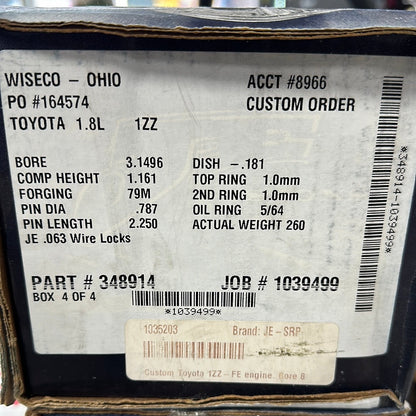 WISECO - OHIO ACCT #8966
PO #164574 CUSTOM ORDER
TOYOTA 1.8L 1ZZ
BORE 3.1496 DISH -.181
COMP HEIGHT 1.161 TOP RING 1.0mm
FORGING 79M 2ND RING 1.0mm
PIN DIA .787 OIL RING 5/64
PIN LENGTH 2.250 ACTUAL WEIGHT 260
JE .063 Wire Locks
PART # 348914 JOB # 1039499
BOX 4 OF 4
*1039499*
*348914-1039499*
1035203 Brand: JE-SRP
Custom Toyota 1ZZ-FE engine. Bore 8